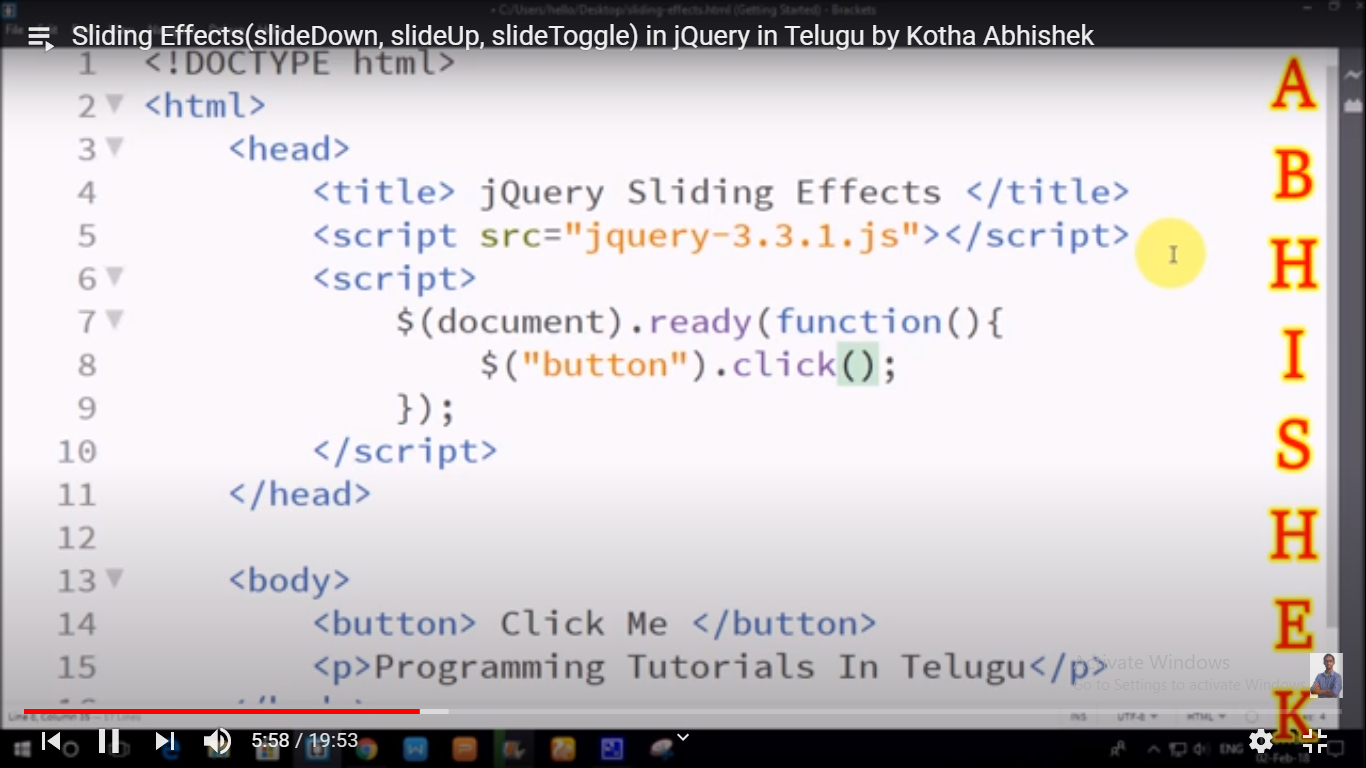 • C:/Users/hello/Desktop/sliding-effects.html (Getting Started) - Brackets
Sliding Effects(slideDown, slideUp, slideToggle) in jQuery in Telugu by Kotha Abhishek
1 <!DOCTYPE html>
2 <html>
3 <head>
4 <title> jQuery Sliding Effects </title>
5 <script src="jquery-3.3.1.js"></script>
6 <script>
7 $(document).ready(function(){
8 $("button").click();
9 });
10 </script>
11 </head>
12
13 <body>
14 <button> Click Me </button>
15 <p>Programming Tutorials In Telugu</p>
A
B
H
I
S
H
E
K
Activate Windows
Go to Settings to activate Windows
Line 8, Column 35 — 17 Lines
INS UTF-8 HTML
5:58 / 19:53
ENG
02-Feb-18